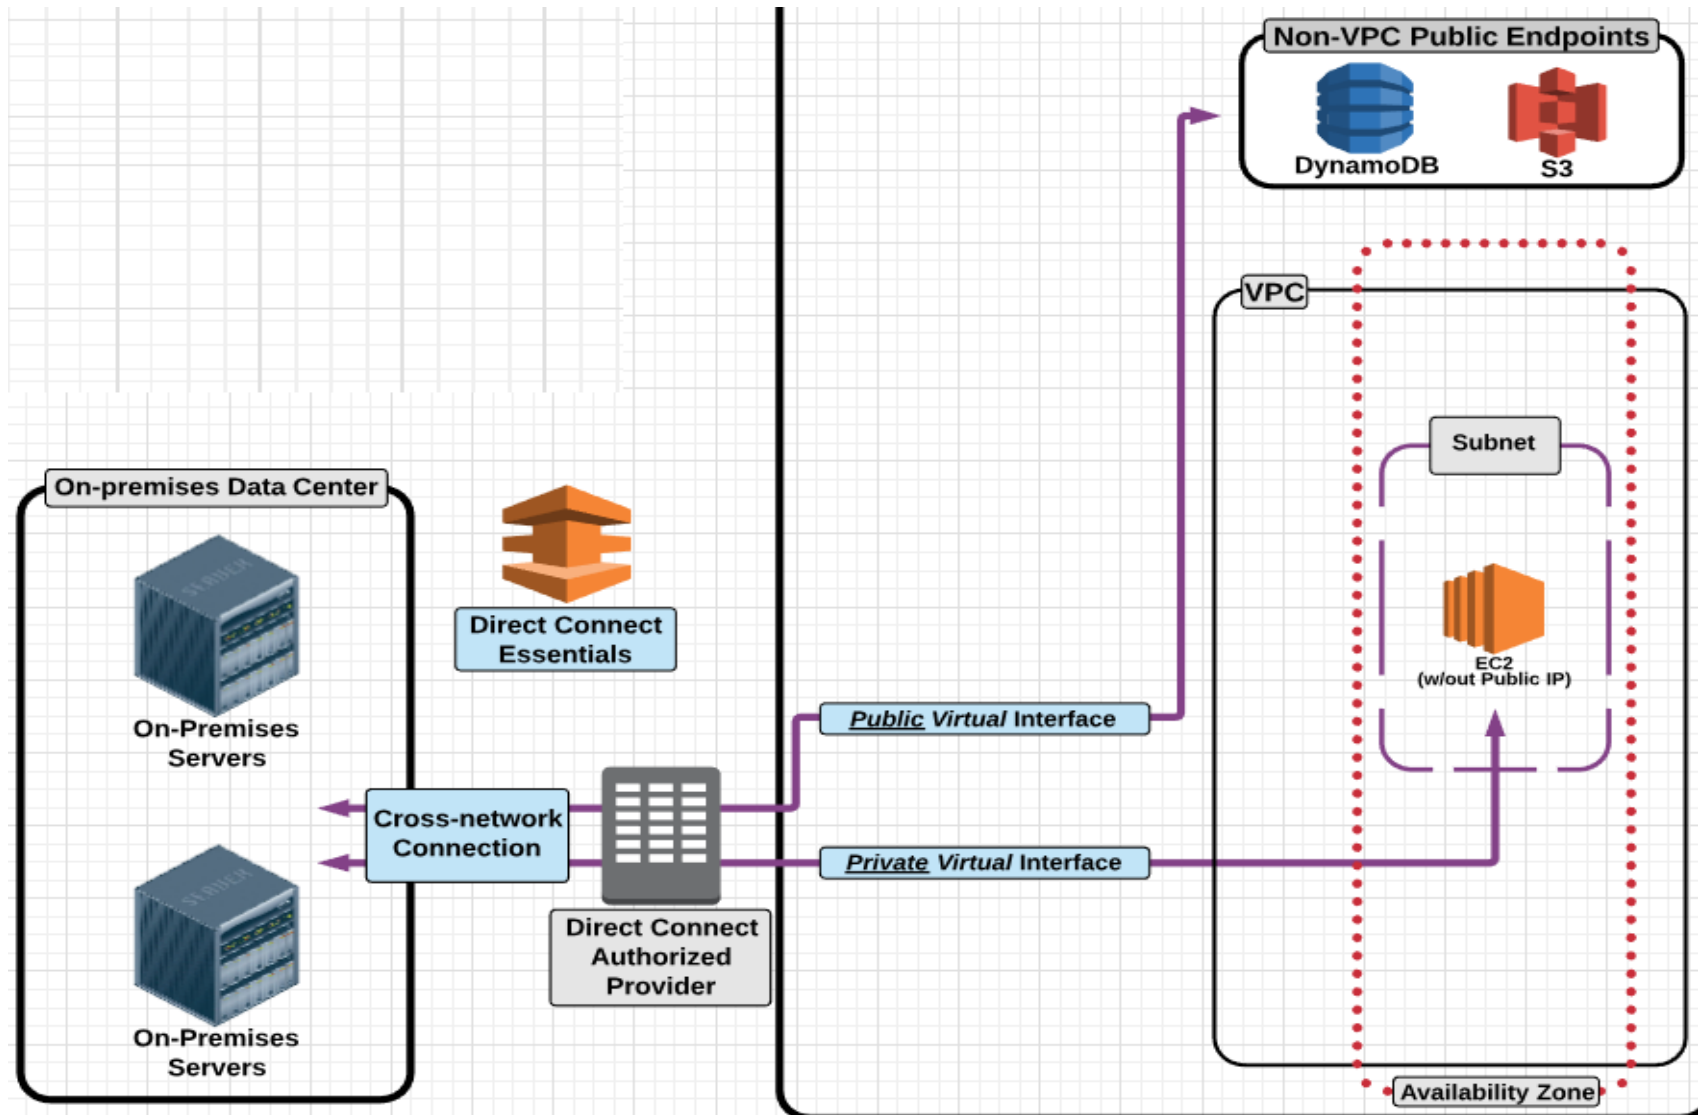 Non-VPC Public Endpoints
DynamoDB
S3
VPC
Subnet
On-premises Data Center
Direct Connect
Essentials
EC2
(w/out Public IP)
On-Premises
Servers
Public Virtual Interface
Cross-network
Connection
Private Virtual Interface
Direct Connect
Authorized
Provider
On-Premises
Servers
Availability Zone